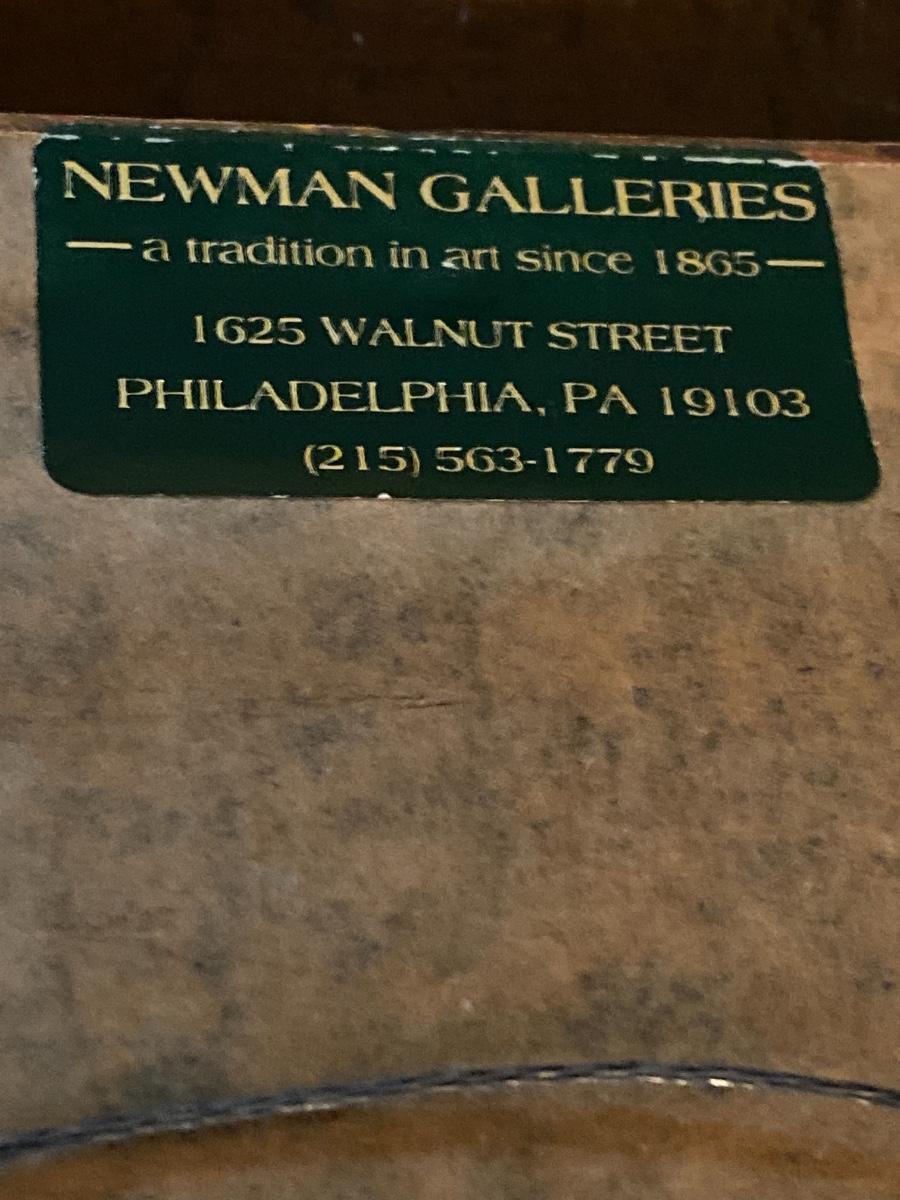 NEWMAN GALLERIES
— a tradition in art since 1865 —
1625 WALNUT STREET
PHILADELPHIA, PA 19103
(215) 563-1779